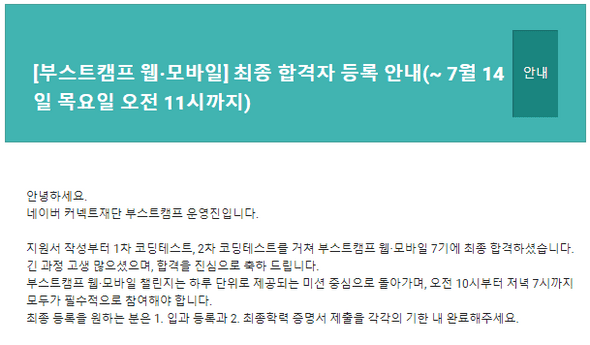 [부스트캠프 웹·모바일] 최종 합격자 등록 안내(~ 7월 14
일 목요일 오전 11시까지)
안내
안녕하세요.
네이버 커넥트재단 부스트캠프 운영진입니다.
지원서 작성부터 1차 코딩테스트, 2차 코딩테스트를 거쳐 부스트캠프 웹·모바일 7기에 최종 합격하셨습니다.
긴 과정 고생 많으셨으며, 합격을 진심으로 축하 드립니다.
부스트캠프 웹·모바일 챌린지는 하루 단위로 제공되는 미션 중심으로 돌아가며, 오전 10시부터 저녁 7시까지
모두가 필수적으로 참여해야 합니다.
최종 등록을 원하는 분은 1. 입과 등록과 2. 최종학력 증명서 제출을 각각의 기한 내 완료해주세요.